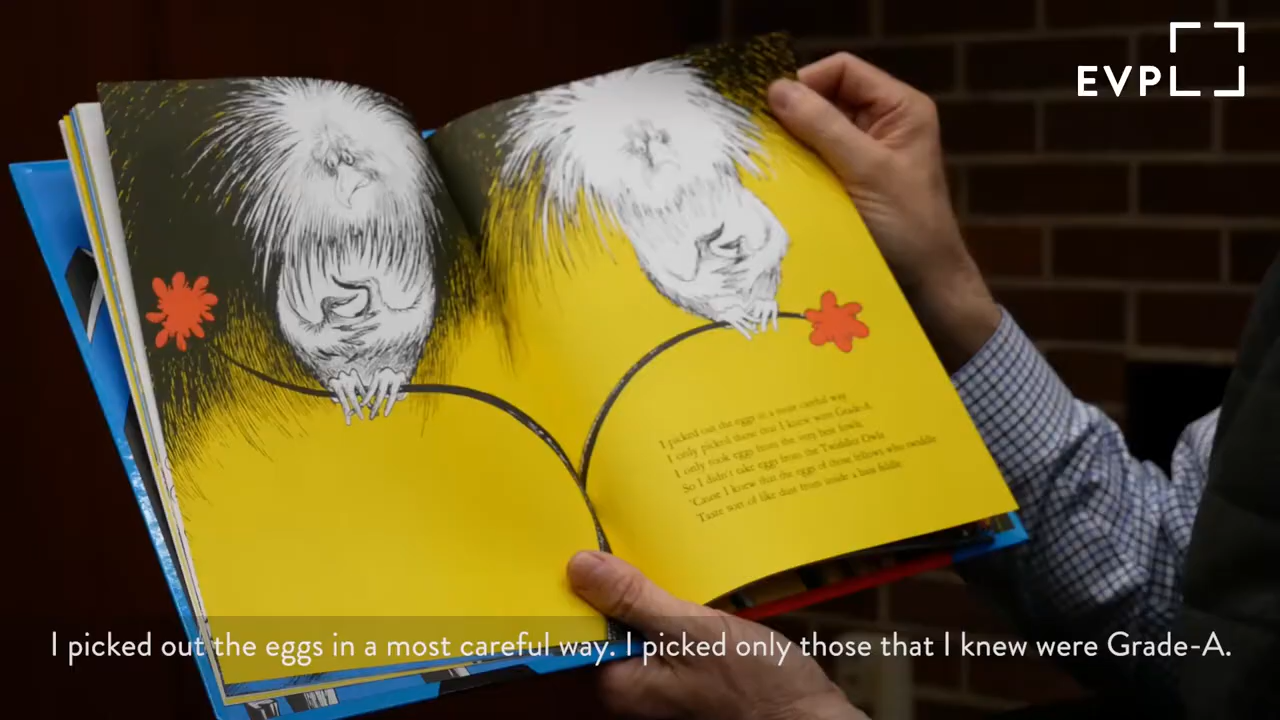 EVPL
I picked out the eggs in a most careful way
I only picked those that I knew were Grade-A.
I only took eggs from the very best fowls,
So I didn't take eggs from the Twiddler Owls
'Cause I knew that the eggs of those fellows who twiddle
Taste sort of like dust from inside a bass fiddle.
I picked out the eggs in a most careful way. I picked only those that I knew were Grade-A.